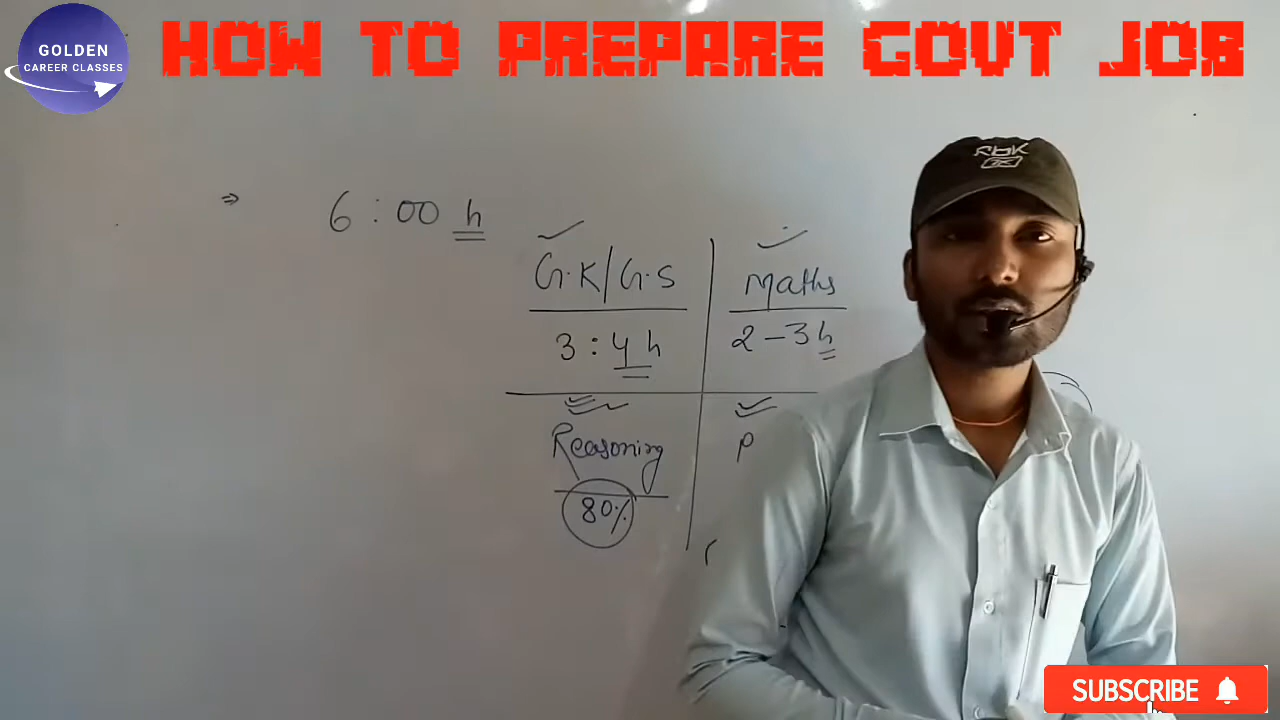 GOLDEN
CAREER CLASSES
HOW TO PREPARE GOVT JOB
RbK
⇒ 6:00 h
G.K/G.S
Maths
3:4 h
2-3 h
Reasoning
P
80%
SUBSCRIBE